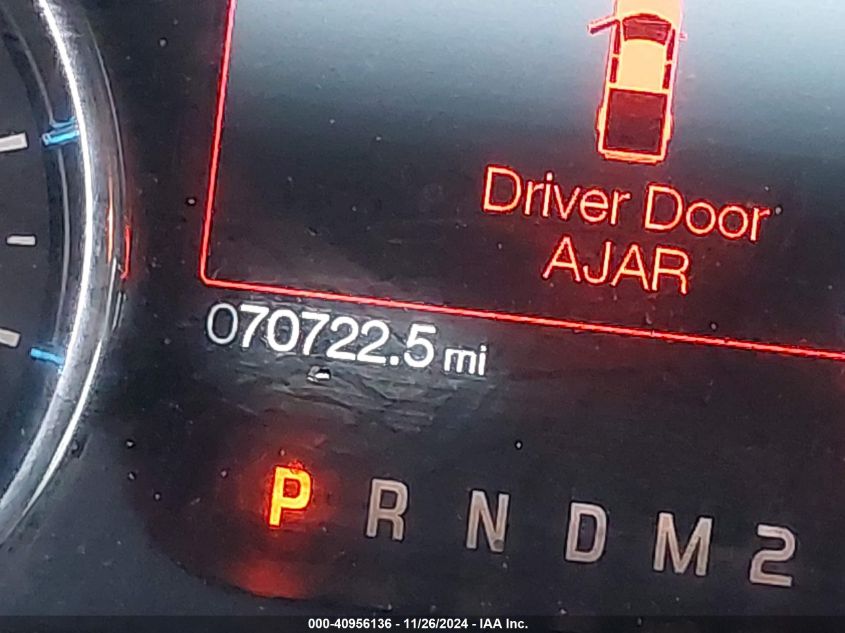 Driver Door
AJAR
070722.5 mi
P R N D M 2
000-40956136 - 11/26/2024 - IAA Inc.